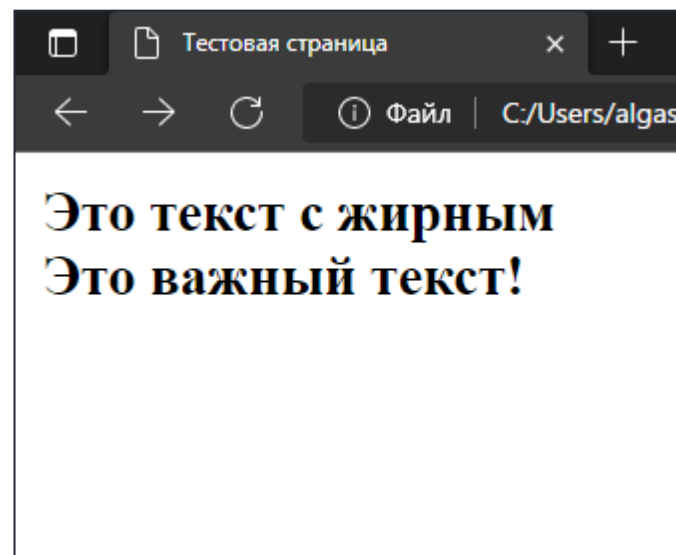 Тестовая страница
Файл C:/Users/algas
Это текст с жирным
Это важный текст!